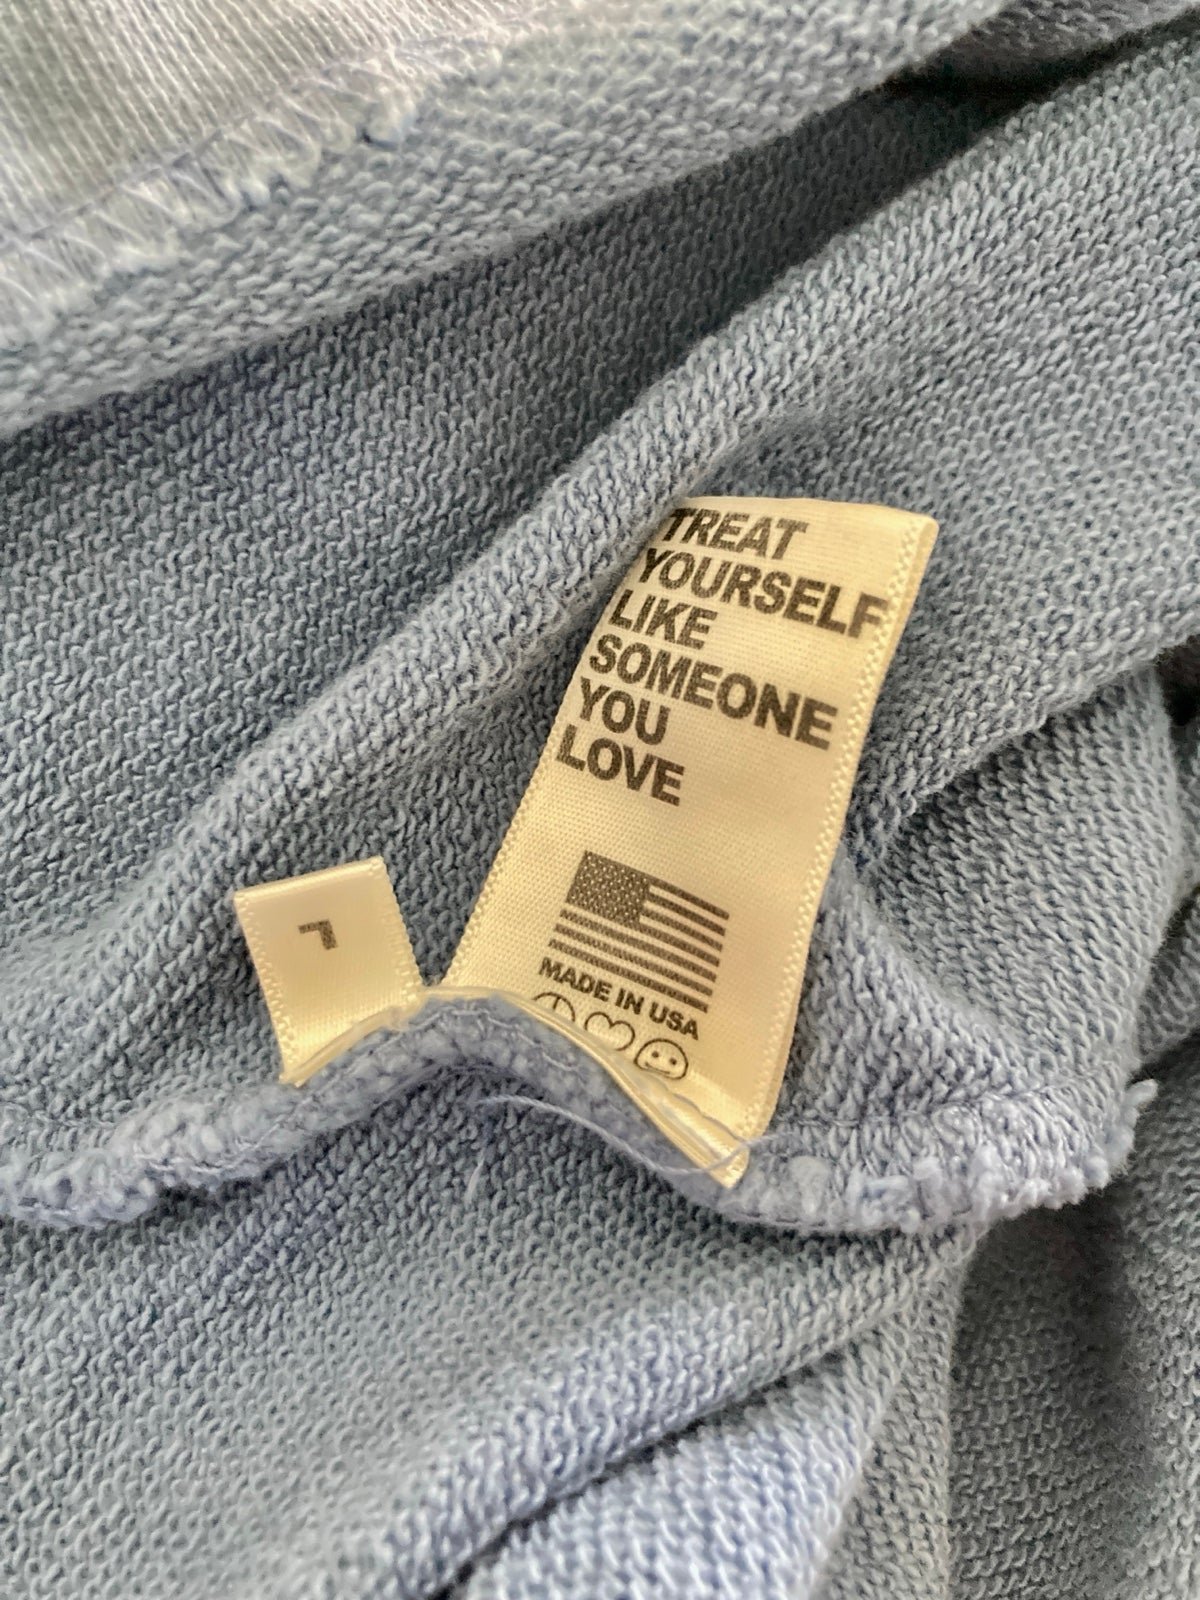 TREAT
YOURSELF
LIKE
SOMEONE
YOU
LOVE
MADE IN USA
L